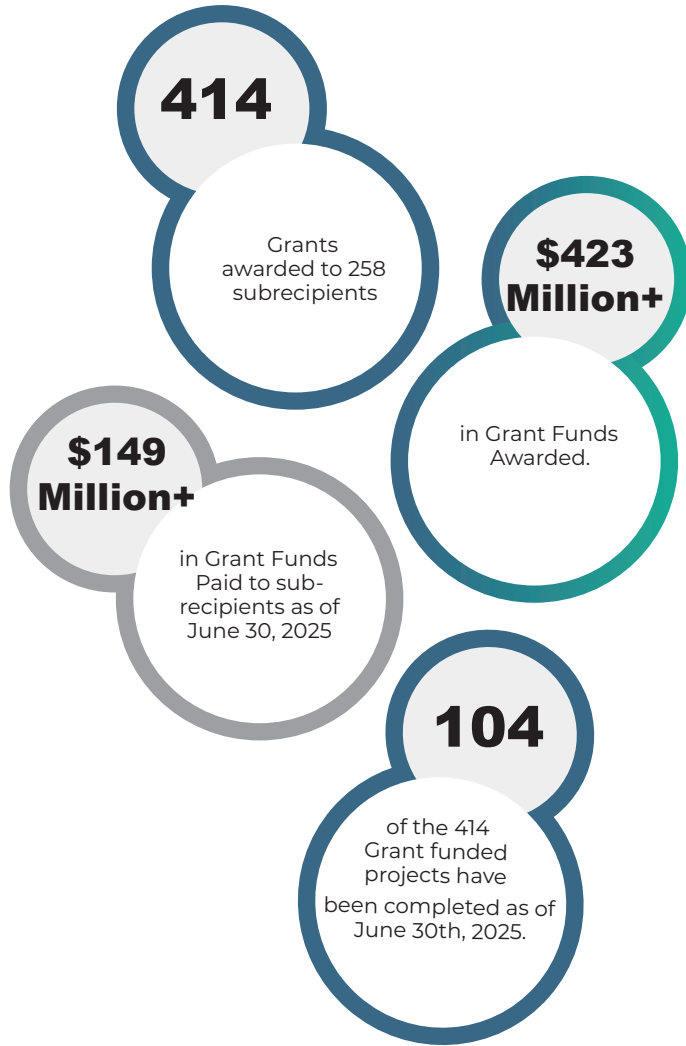 414
Grants
awarded to 258
subrecipients
$423
Million+
in Grant Funds
Awarded.
$149
Million+
in Grant Funds
Paid to sub-
recipients as of
June 30, 2025
104
of the 414
Grant funded
projects have
been completed as of
June 30th, 2025.